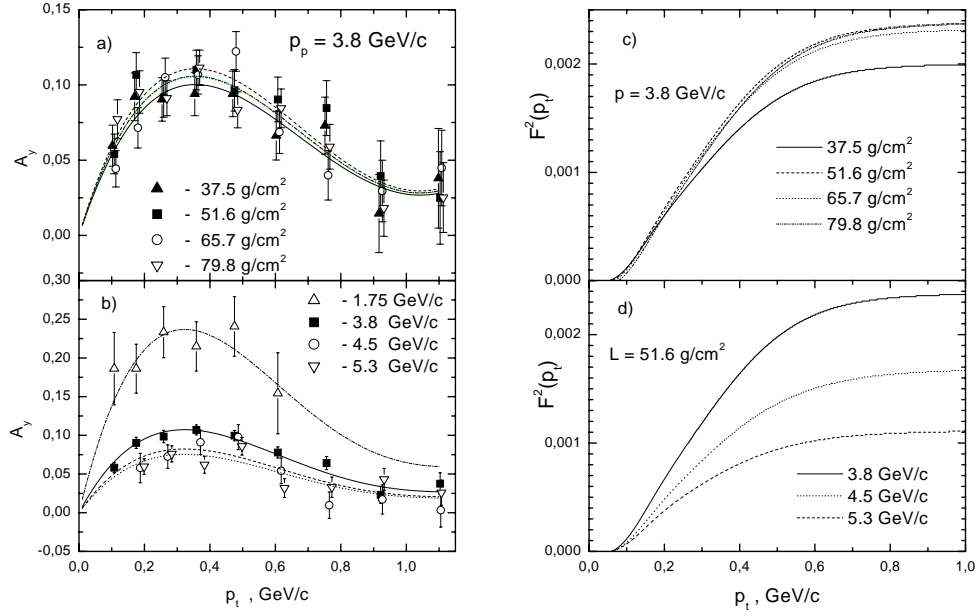 a)
p_p = 3.8 GeV/c
0,15
0,10
0,05
0,00
A_y
- 37.5 g/cm²
- 51.6 g/cm²
- 65.7 g/cm²
- 79.8 g/cm²
b)
0,30
0,25
0,20
0,15
0,10
0,05
0,00
-0,05
A_y
- 1.75 GeV/c
- 3.8 GeV/c
- 4.5 GeV/c
- 5.3 GeV/c
0,0 0,2 0,4 0,6 0,8 1,0
p_t , GeV/c
c)
0,002
0,001
0,000
F²(p_t)
p = 3.8 GeV/c
37.5 g/cm²
51.6 g/cm²
65.7 g/cm²
79.8 g/cm²
d)
0,002
0,001
0,000
F²(p_t)
L = 51.6 g/cm²
3.8 GeV/c
4.5 GeV/c
5.3 GeV/c
0,0 0,2 0,4 0,6 0,8 1,0
p_t , GeV/c